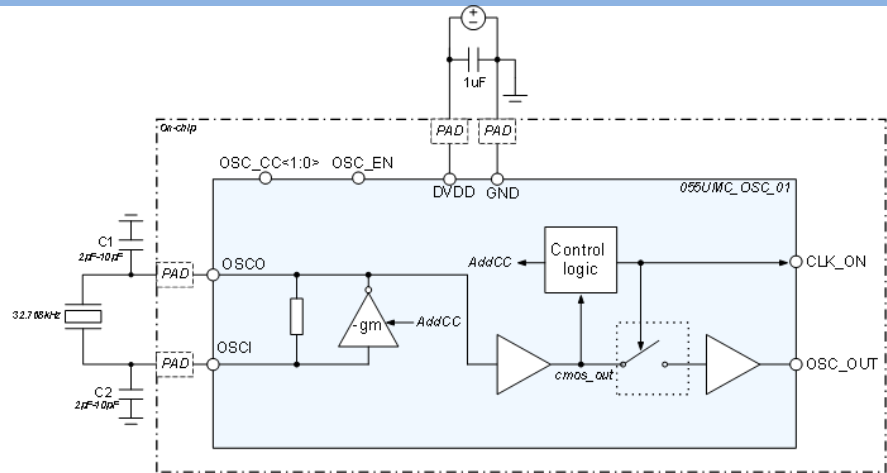 1uF
On-chip
PAD
PAD
OSC_CC<1:0>
OSC_EN
DVDD
GND
055UMC_OSC_01
C1
2pF-10pF
PAD
OSCO
AddCC
Control
logic
CLK_ON
32.768kHz
-gm
AddCC
PAD
OSCI
cmos_out
OSC_OUT
C2
2pF-10pF